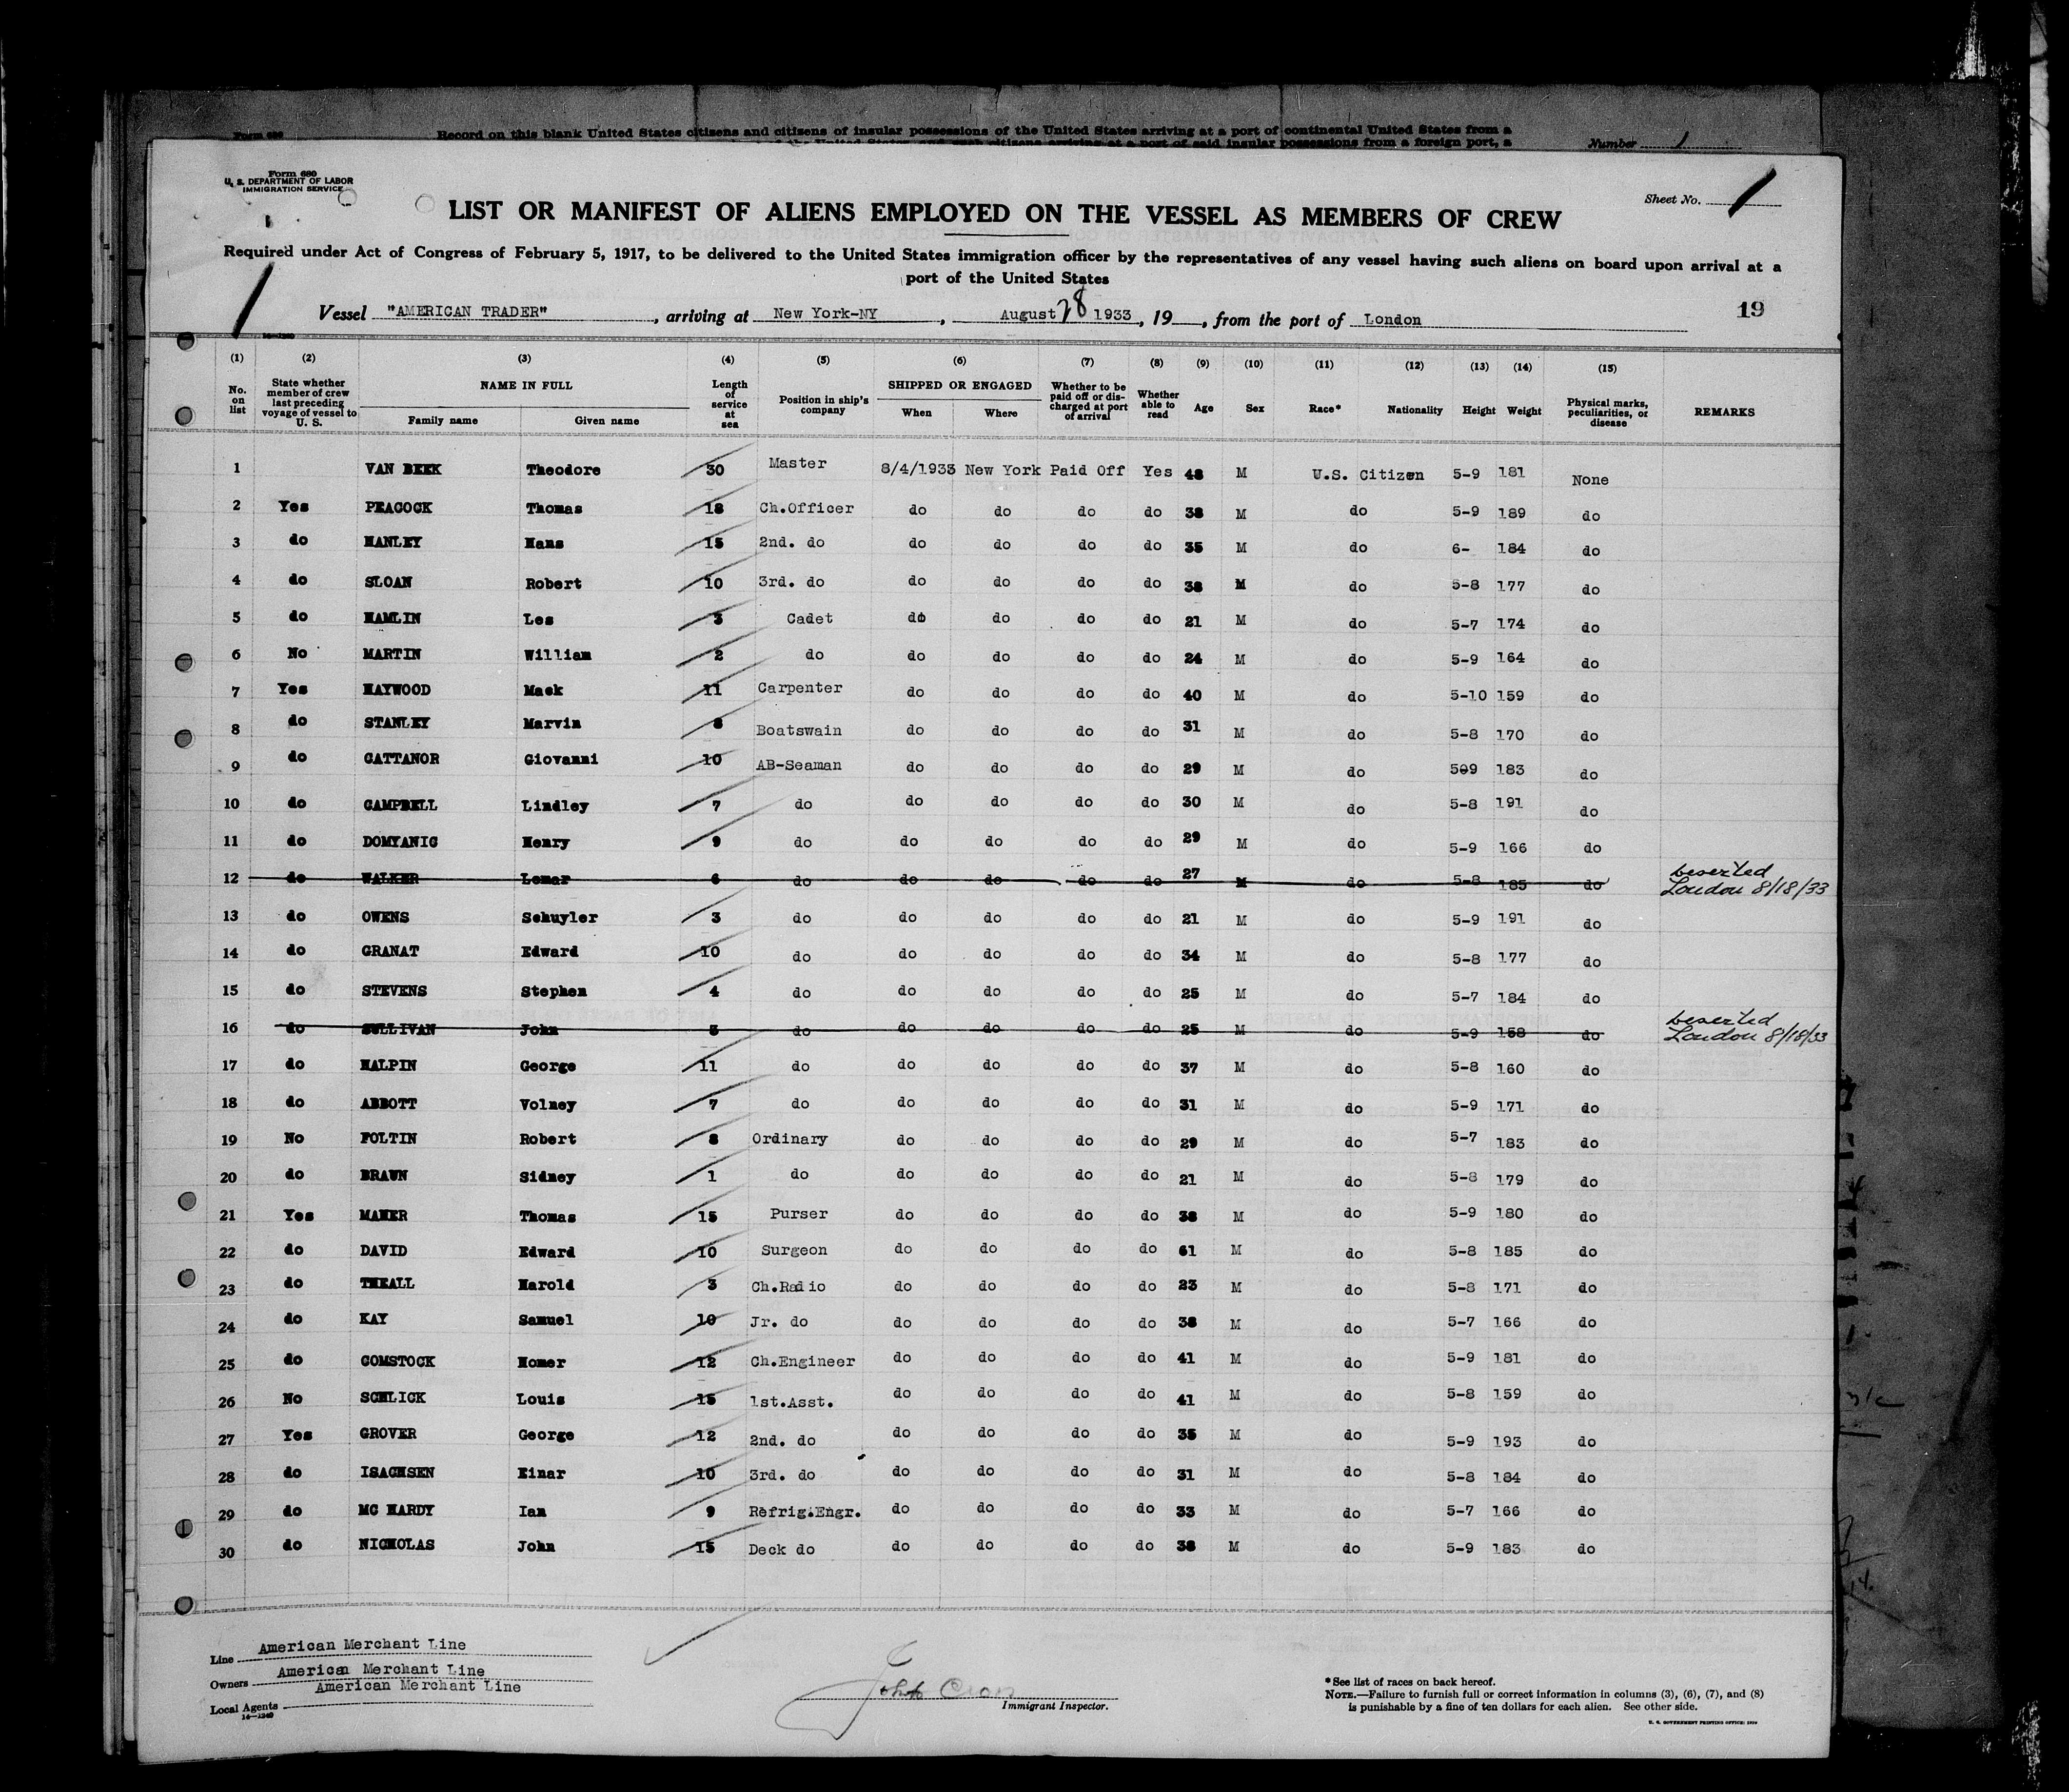 Form 689
Record on this blank United States citizens and citizens of insular possessions of the United States arriving at a port of continental United States from a
Number 1
Form 680
U. S. DEPARTMENT OF LABOR
IMMIGRATION SERVICE
Sheet No. 1
LIST OR MANIFEST OF ALIENS EMPLOYED ON THE VESSEL AS MEMBERS OF CREW
Required under Act of Congress of February 5, 1917, to be delivered to the United States immigration officer by the representatives of any vessel having such aliens on board upon arrival at a
port of the United States
Vessel "AMERICAN TRADER", arriving at New York-NY, August 28 1933, 19, from the port of London
19
(1) (2) (3) (4) (5) (6) (7) (8) (9) (10) (11) (12) (13) (14) (15)
No. on list State whether member of crew last preceding voyage of vessel to U. S. NAME IN FULL Family name Given name Length of service at sea Position in ship's company SHIPPED OR ENGAGED When Where Whether to be paid off or discharged at port of arrival Whether able to read Age Sex Race* Nationality Height Weight Physical marks, peculiarities, or disease REMARKS
1 VAN BEEK Theodore 30 Master 8/4/1933 New York Paid Off Yes 48 M U.S. Citizen 5-9 181 None
2 Yes PEACOCK Thomas 18 Ch.Officer do do do do 38 M do 5-9 189 do
3 do HANLEY Hans 15 2nd. do do do do do 35 M do 6- 184 do
4 do SLOAN Robert 10 3rd. do do do do do 38 M do 5-8 177 do
5 do HAMLIN Les 3 Cadet do do do do 21 M do 5-7 174 do
6 No MARTIN William 2 do do do do do 24 M do 5-9 164 do
7 Yes HAYWOOD Mack 11 Carpenter do do do do 40 M do 5-10 159 do
8 do STANLEY Marvin 8 Boatswain do do do do 31 M do 5-8 170 do
9 do CATTANOR Giovanni 10 AB-Seaman do do do do 29 M do 509 183 do
10 do CAMPBELL Lindley 7 do do do do do 30 M do 5-8 191 do
11 do DOMYANIC Henry 9 do do do do do 29 M do 5-9 166 do
12 do WALKER Lemar 6 do do do do do 27 M do 5-8 185 do Deserted London 8/18/33
13 do OWENS Schuyler 3 do do do do do 21 M do 5-9 191 do
14 do GRANAT Edward 10 do do do do do 34 M do 5-8 177 do
15 do STEVENS Stephen 4 do do do do do 25 M do 5-7 184 do
16 do SULLIVAN John 5 do do do do do 25 M do 5-9 158 do Deserted London 8/18/33
17 do HALPIN George 11 do do do do do 37 M do 5-8 160 do
18 do ABBOTT Volney 7 do do do do do 31 M do 5-9 171 do
19 No FOLTIN Robert 8 Ordinary do do do do 29 M do 5-7 183 do
20 do BRAUN Sidney 1 do do do do do 21 M do 5-8 179 do
21 Yes MAHER Thomas 15 Purser do do do do 38 M do 5-9 180 do
22 do DAVID Edward 10 Surgeon do do do do 61 M do 5-8 185 do
23 do THEALL Harold 3 Ch.Radio do do do do 23 M do 5-8 171 do
24 do KAY Samuel 10 Jr. do do do do do 38 M do 5-7 166 do
25 do COMSTOCK Homer 12 Ch.Engineer do do do do 41 M do 5-9 181 do
26 No SCHLICK Louis 15 1st.Asst. do do do do 41 M do 5-8 159 do
27 Yes GROVER George 12 2nd. do do do do do 35 M do 5-9 193 do
28 do ISACHSEN Einar 10 3rd. do do do do do 31 M do 5-8 184 do
29 do MC HARDY Ian 9 Refrig.Engr. do do do do 33 M do 5-7 166 do
30 do NICHOLAS John 15 Deck do do do do do 38 M do 5-9 183 do
Line American Merchant Line
Owners American Merchant Line
Local Agents American Merchant Line
14—1240
John
Immigrant Inspector.
*See list of races on back hereof.
NOTE.—Failure to furnish full or correct information in columns (3), (6), (7), and (8)
is punishable by a fine of ten dollars for each alien. See other side.